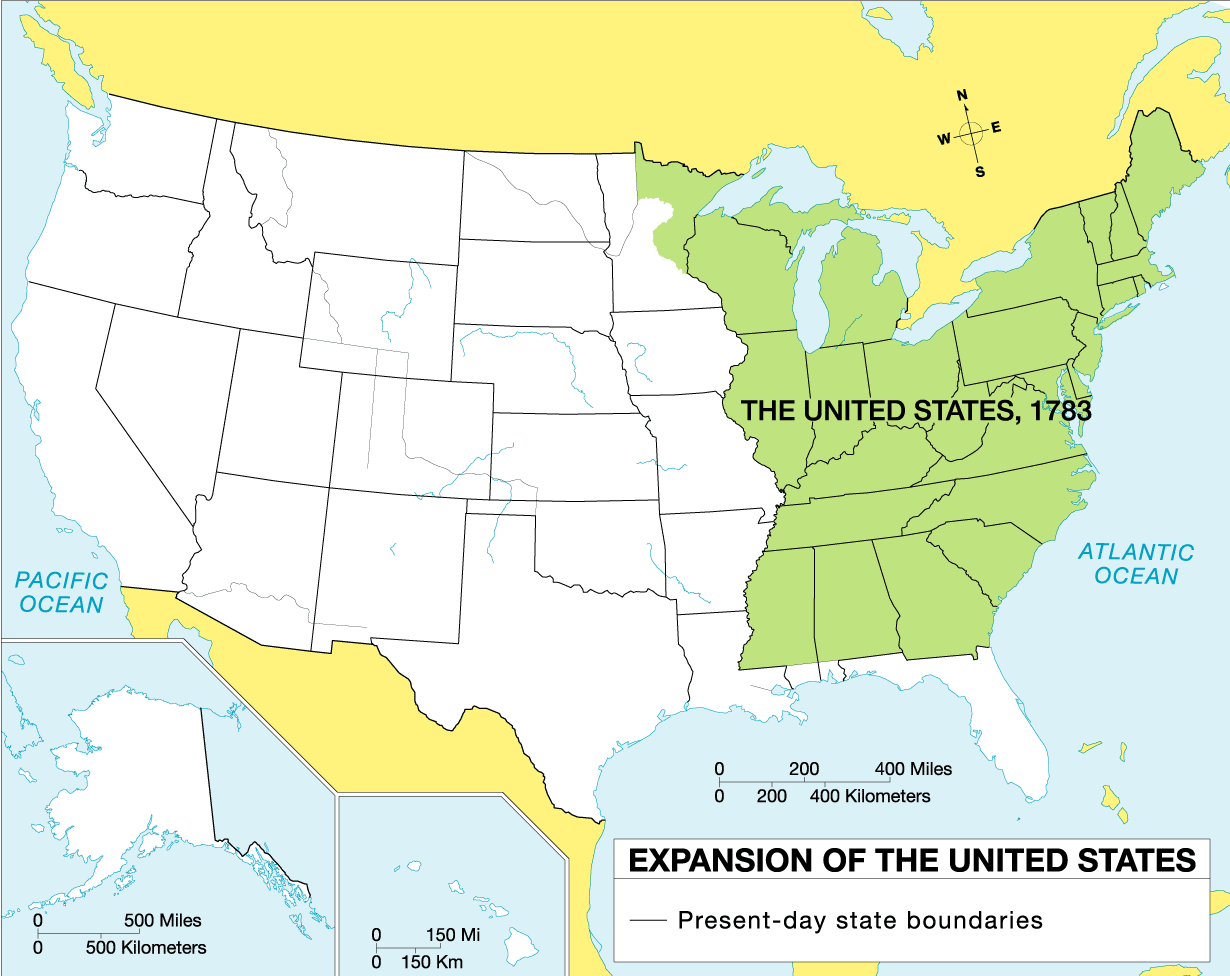 N
W E
S
THE UNITED STATES, 1783
PACIFIC
OCEAN
ATLANTIC
OCEAN
0 200 400 Miles
0 200 400 Kilometers
EXPANSION OF THE UNITED STATES
Present-day state boundaries
0 500 Miles
0 500 Kilometers
0 150 Mi
0 150 Km